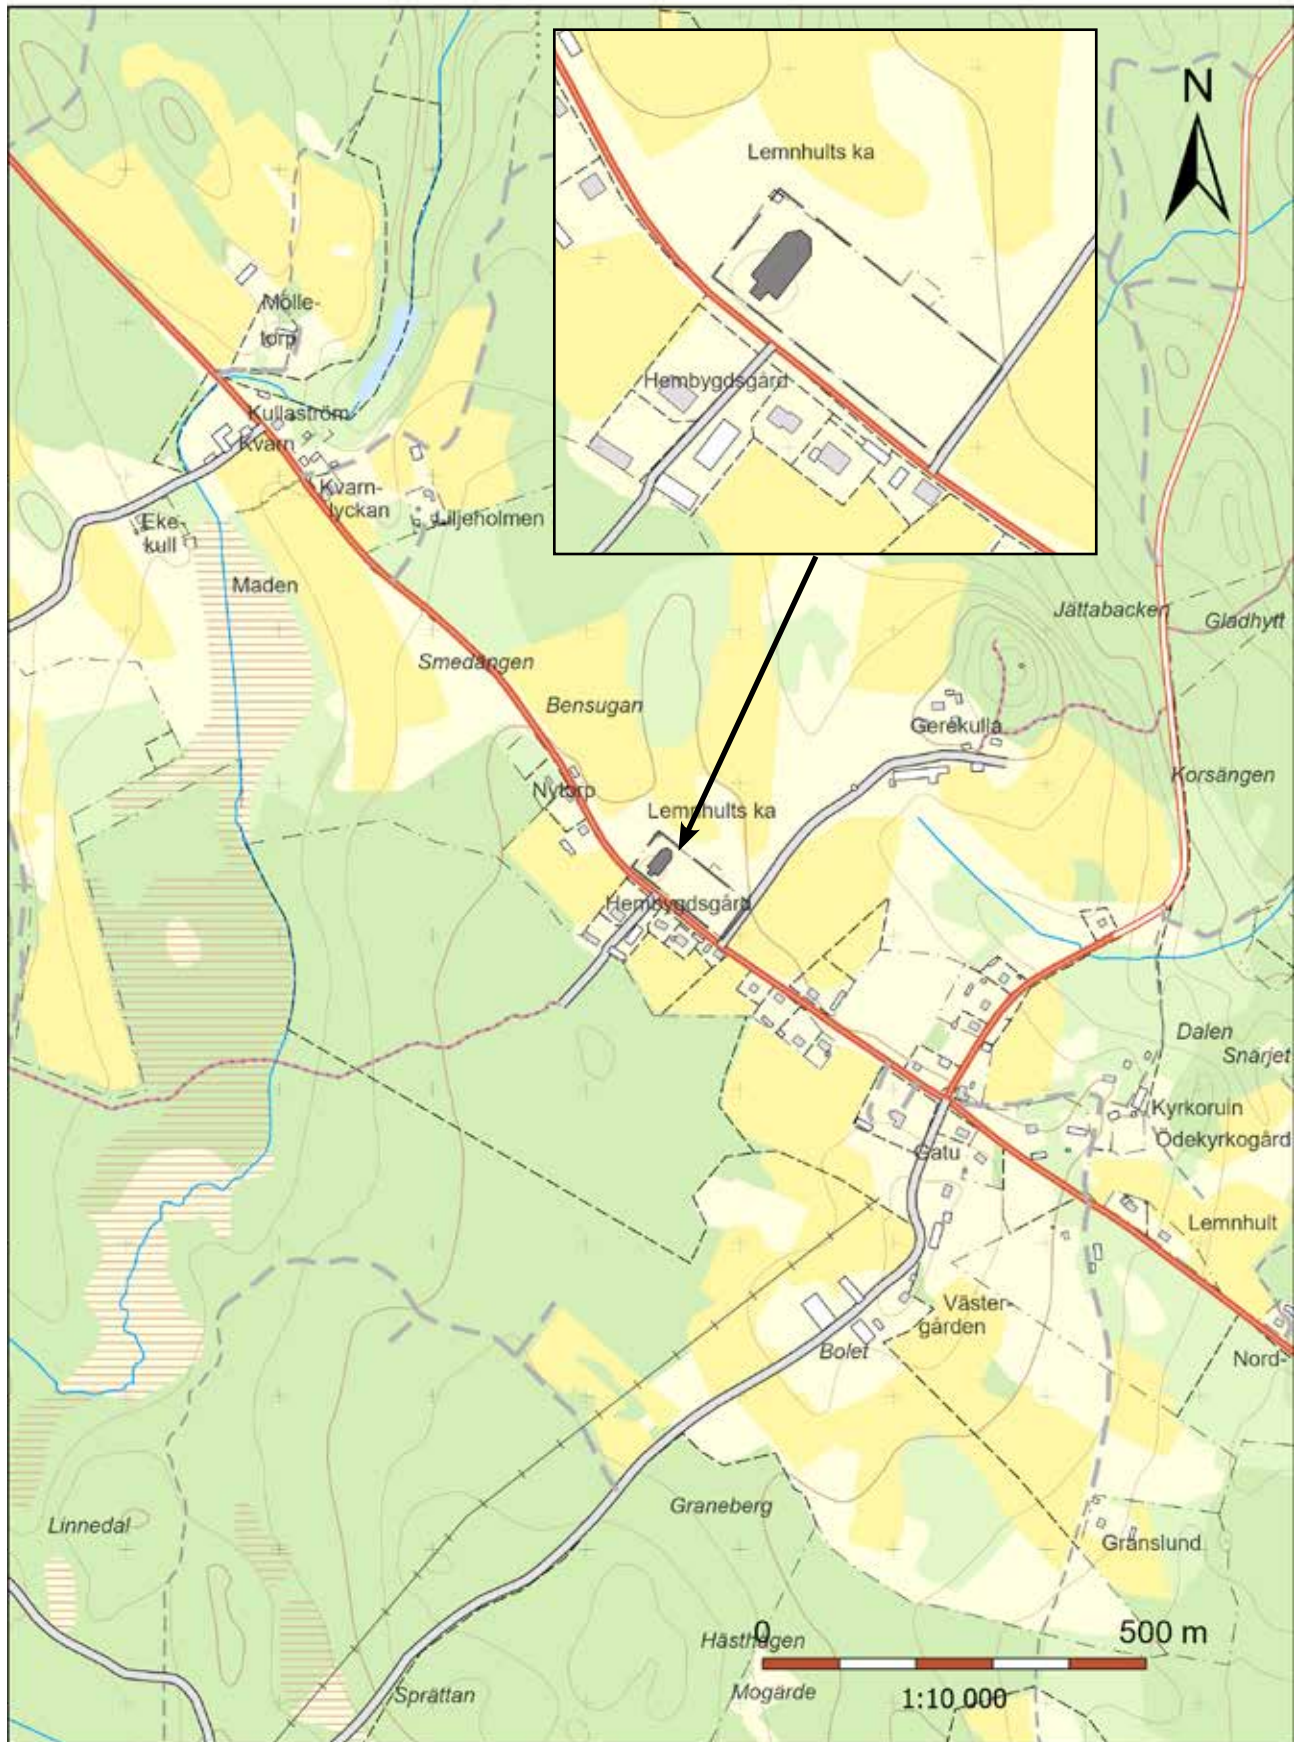 N
Lemnhults ka
Hembygdsgård
Mölle-
torp
Kullaström
Kvarn
Kvarn-
lyckan
Liljeholmen
Eke-
kull
Maden
Jättabacken
Gladhytt
Smedängen
Bensugan
Gerekulla
Korsängen
Nytorp
Lemnhults ka
Hembygdsgård
Dalen
Snärjet
Kyrkoruin
Ödekyrkogård
Gatu
Lemnhult
Väster-
gården
Bolet
Nord-
Graneberg
Linnedal
Granslund
Hästhagen
0
500 m
Sprättan
Mogärde
1:10 000